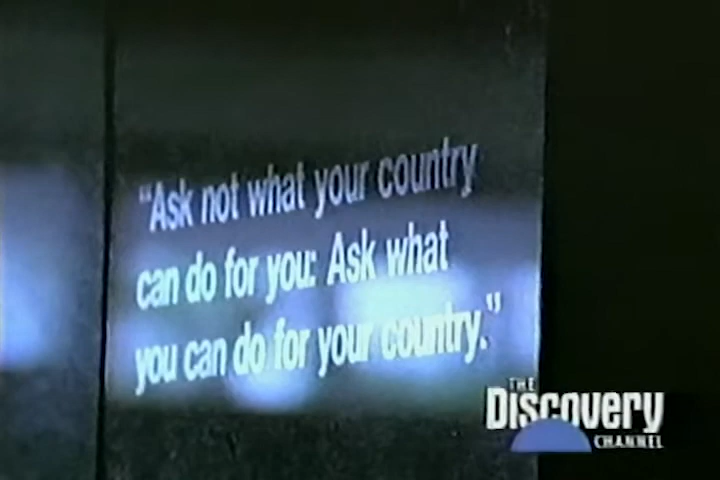 “Ask not what your country
can do for you: Ask what
you can do for your country.”
THE
Discovery
CHANNEL